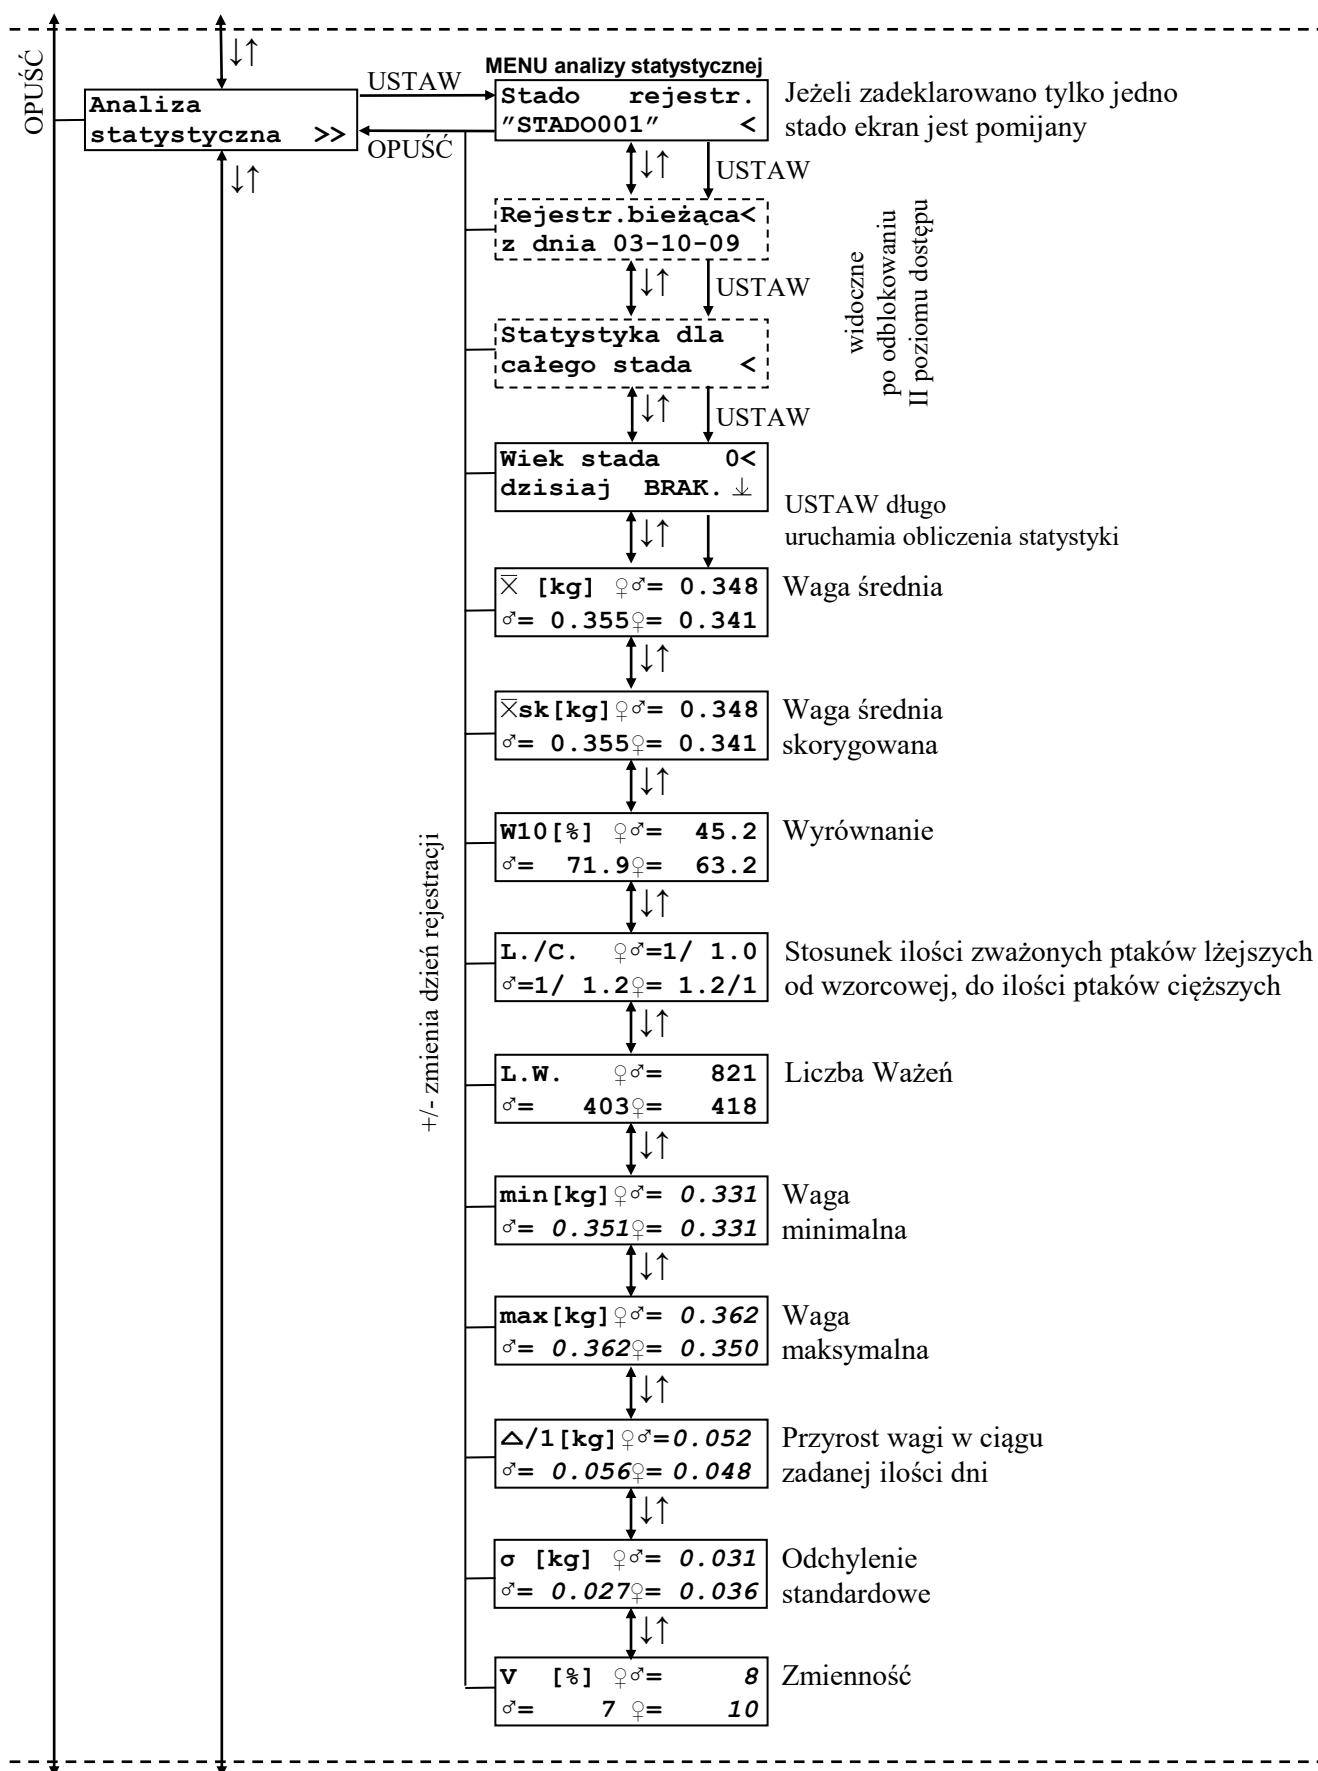 OPUŚĆ
↓↑
Analiza
statystyczna >>
↓↑
USTAW
OPUŚĆ
MENU analizy statystycznej
Stado rejestr.
"STADO001" <
Jeżeli zadeklarowano tylko jedno
stado ekran jest pomijany
↓↑ USTAW
Rejestr.bieżąca<
z dnia 03-10-09
↓↑ USTAW
Statystyka dla
całego stada <
widoczne
po odblokowaniu
II poziomu dostępu
↓↑ USTAW
Wiek stada 0<
dzisiaj BRAK. ↓
USTAW długo
uruchamia obliczenia statystyki
↓↑
X̅ [kg] ♀♂= 0.348
♂= 0.355♀= 0.341
Waga średnia
↓↑
X̅sk[kg]♀♂= 0.348
♂= 0.355♀= 0.341
Waga średnia
skorygowana
↓↑
W10[%] ♀♂= 45.2
♂= 71.9♀= 63.2
Wyrównanie
+/- zmienia dzień rejestracji
↓↑
L./C. ♀♂=1/ 1.0
♂=1/ 1.2♀= 1.2/1
Stosunek ilości zważonych ptaków lżejszych
od wzorcowej, do ilości ptaków cięższych
↓↑
L.W. ♀♂= 821
♂= 403♀= 418
Liczba Ważeń
↓↑
min[kg]♀♂= 0.331
♂= 0.351♀= 0.331
Waga
minimalna
↓↑
max[kg]♀♂= 0.362
♂= 0.362♀= 0.350
Waga
maksymalna
↓↑
△/1[kg]♀♂=0.052
♂= 0.056♀= 0.048
Przyrost wagi w ciągu
zadanej ilości dni
↓↑
σ [kg] ♀♂= 0.031
♂= 0.027♀= 0.036
Odchylenie
standardowe
↓↑
V [%] ♀♂= 8
♂= 7 ♀= 10
Zmienność